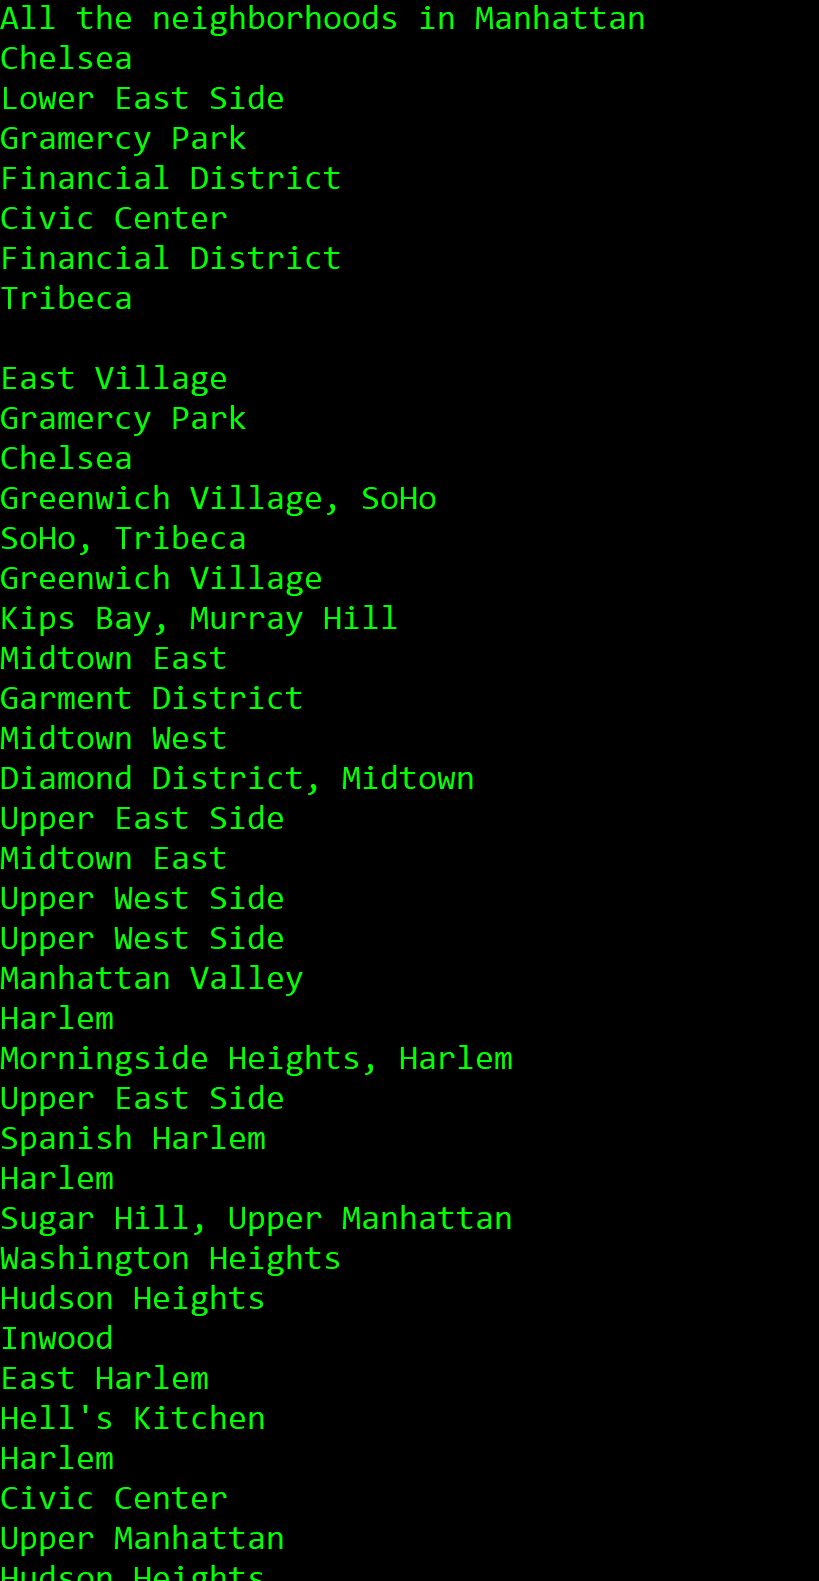 All the neighborhoods in Manhattan
Chelsea
Lower East Side
Gramercy Park
Financial District
Civic Center
Financial District
Tribeca

East Village
Gramercy Park
Chelsea
Greenwich Village, SoHo
SoHo, Tribeca
Greenwich Village
Kips Bay, Murray Hill
Midtown East
Garment District
Midtown West
Diamond District, Midtown
Upper East Side
Midtown East
Upper West Side
Upper West Side
Manhattan Valley
Harlem
Morningside Heights, Harlem
Upper East Side
Spanish Harlem
Harlem
Sugar Hill, Upper Manhattan
Washington Heights
Hudson Heights
Inwood
East Harlem
Hell's Kitchen
Harlem
Civic Center
Upper Manhattan
Hudson Heights